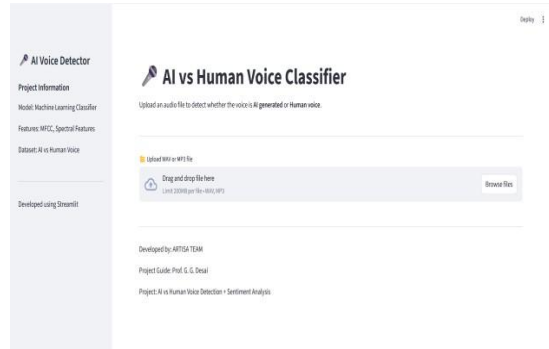 Deploy
AI Voice Detector
Project Information
Model: Machine Learning Classifier
Features: MFCC, Spectral Features
Dataset: AI vs Human Voice
Developed using Streamlit
AI vs Human Voice Classifier
Upload an audio file to detect whether the voice is AI generated or Human voice.
Upload WAV or MP3 file
Drag and drop file here
Limit 200MB per file • WAV, MP3
Browse files
Developed by: ARTISA TEAM
Project Guide: Prof. G. G. Desai
Project: AI vs Human Voice Detection + Sentiment Analysis